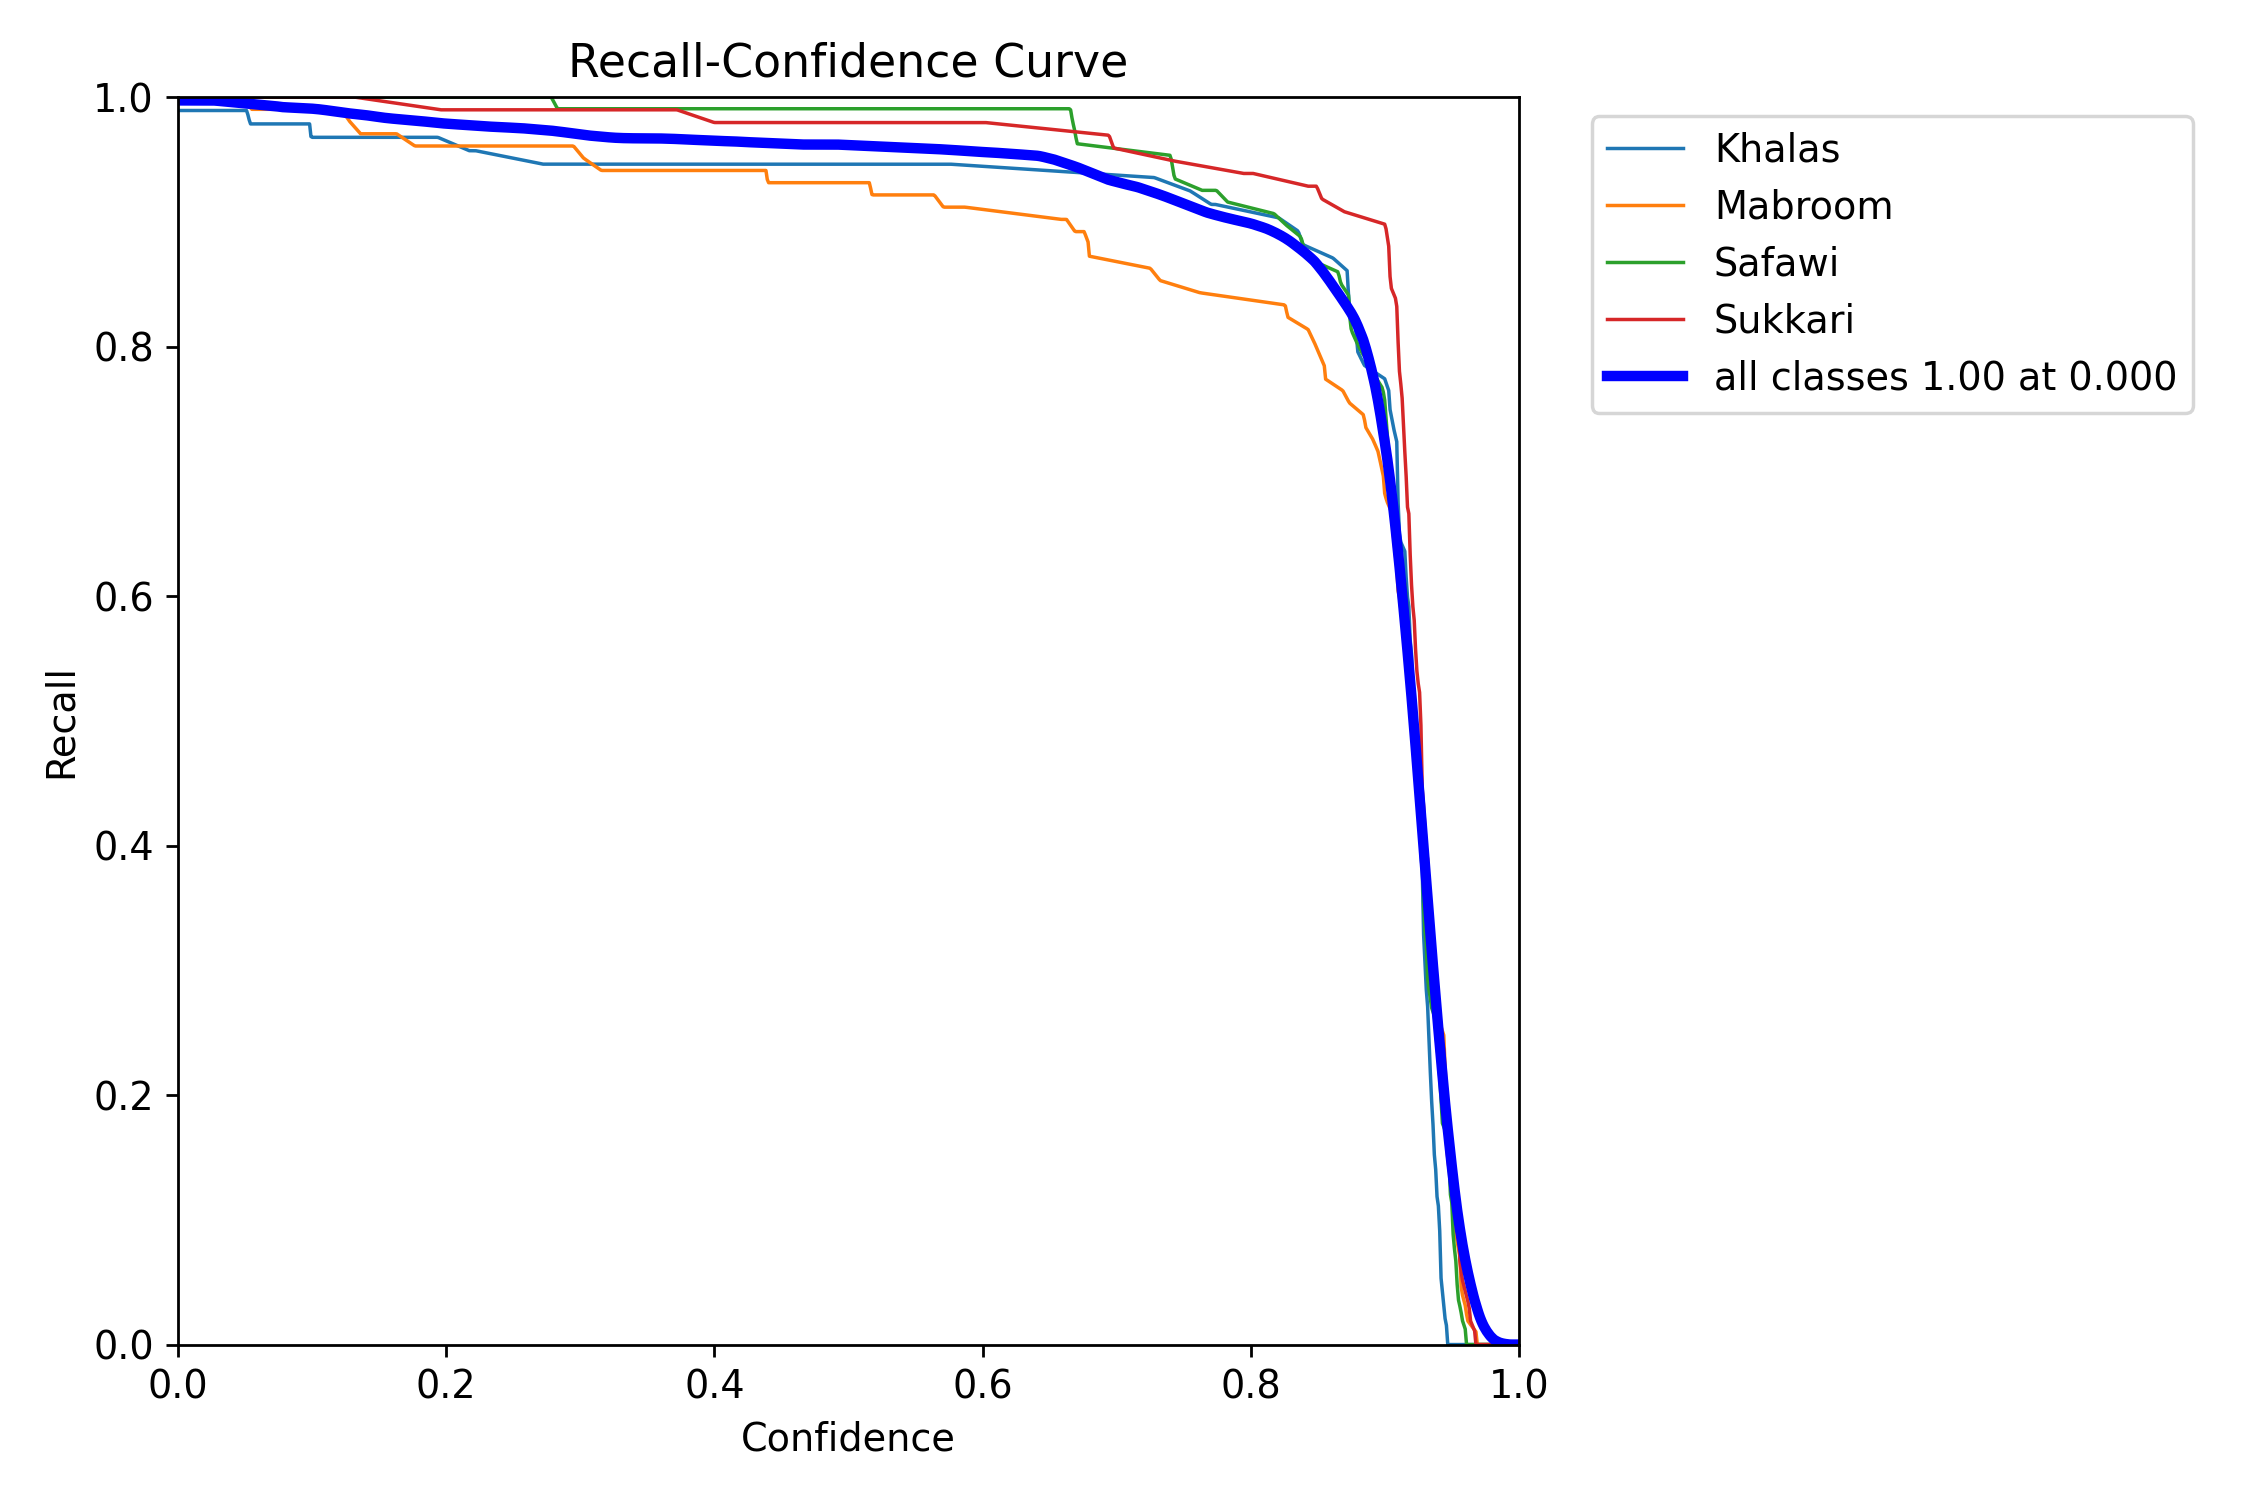 Recall-Confidence Curve
1.0
0.8
0.6
0.4
0.2
0.0
Recall
0.0 0.2 0.4 0.6 0.8 1.0
Confidence
Khalas
Mabroom
Safawi
Sukkari
all classes 1.00 at 0.000